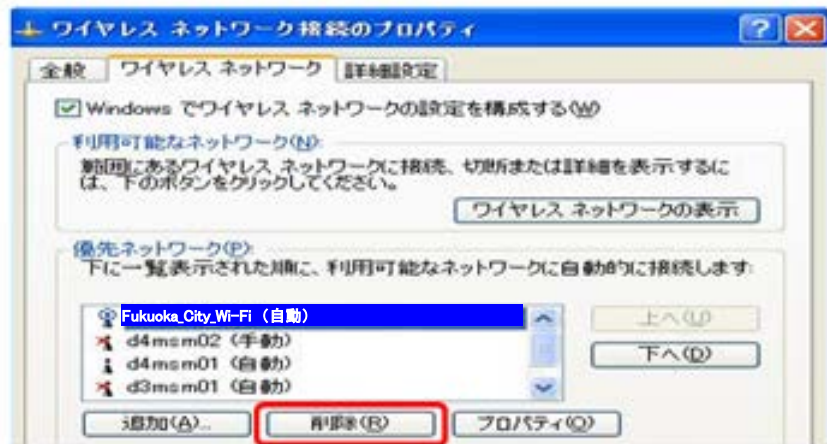 ワイヤレス ネットワーク接続のプロパティ
全般 ワイヤレス ネットワーク 詳細設定
Windows でワイヤレス ネットワークの設定を構成する(W)
利用可能なネットワーク(N):
範囲にあるワイヤレス ネットワークに接続、切断または詳細を表示するに
は、下のボタンをクリックしてください。
ワイヤレス ネットワークの表示
優先ネットワーク(P):
下に一覧表示された順に、利用可能なネットワークに自動的に接続します:
Fukuoka_City_Wi-Fi （自動）
上へ(U)
d4msm02 (手動)
下へ(D)
d4msm01 (自動)
d3msm01 (自動)
追加(A)... 削除(R) プロパティ(O)